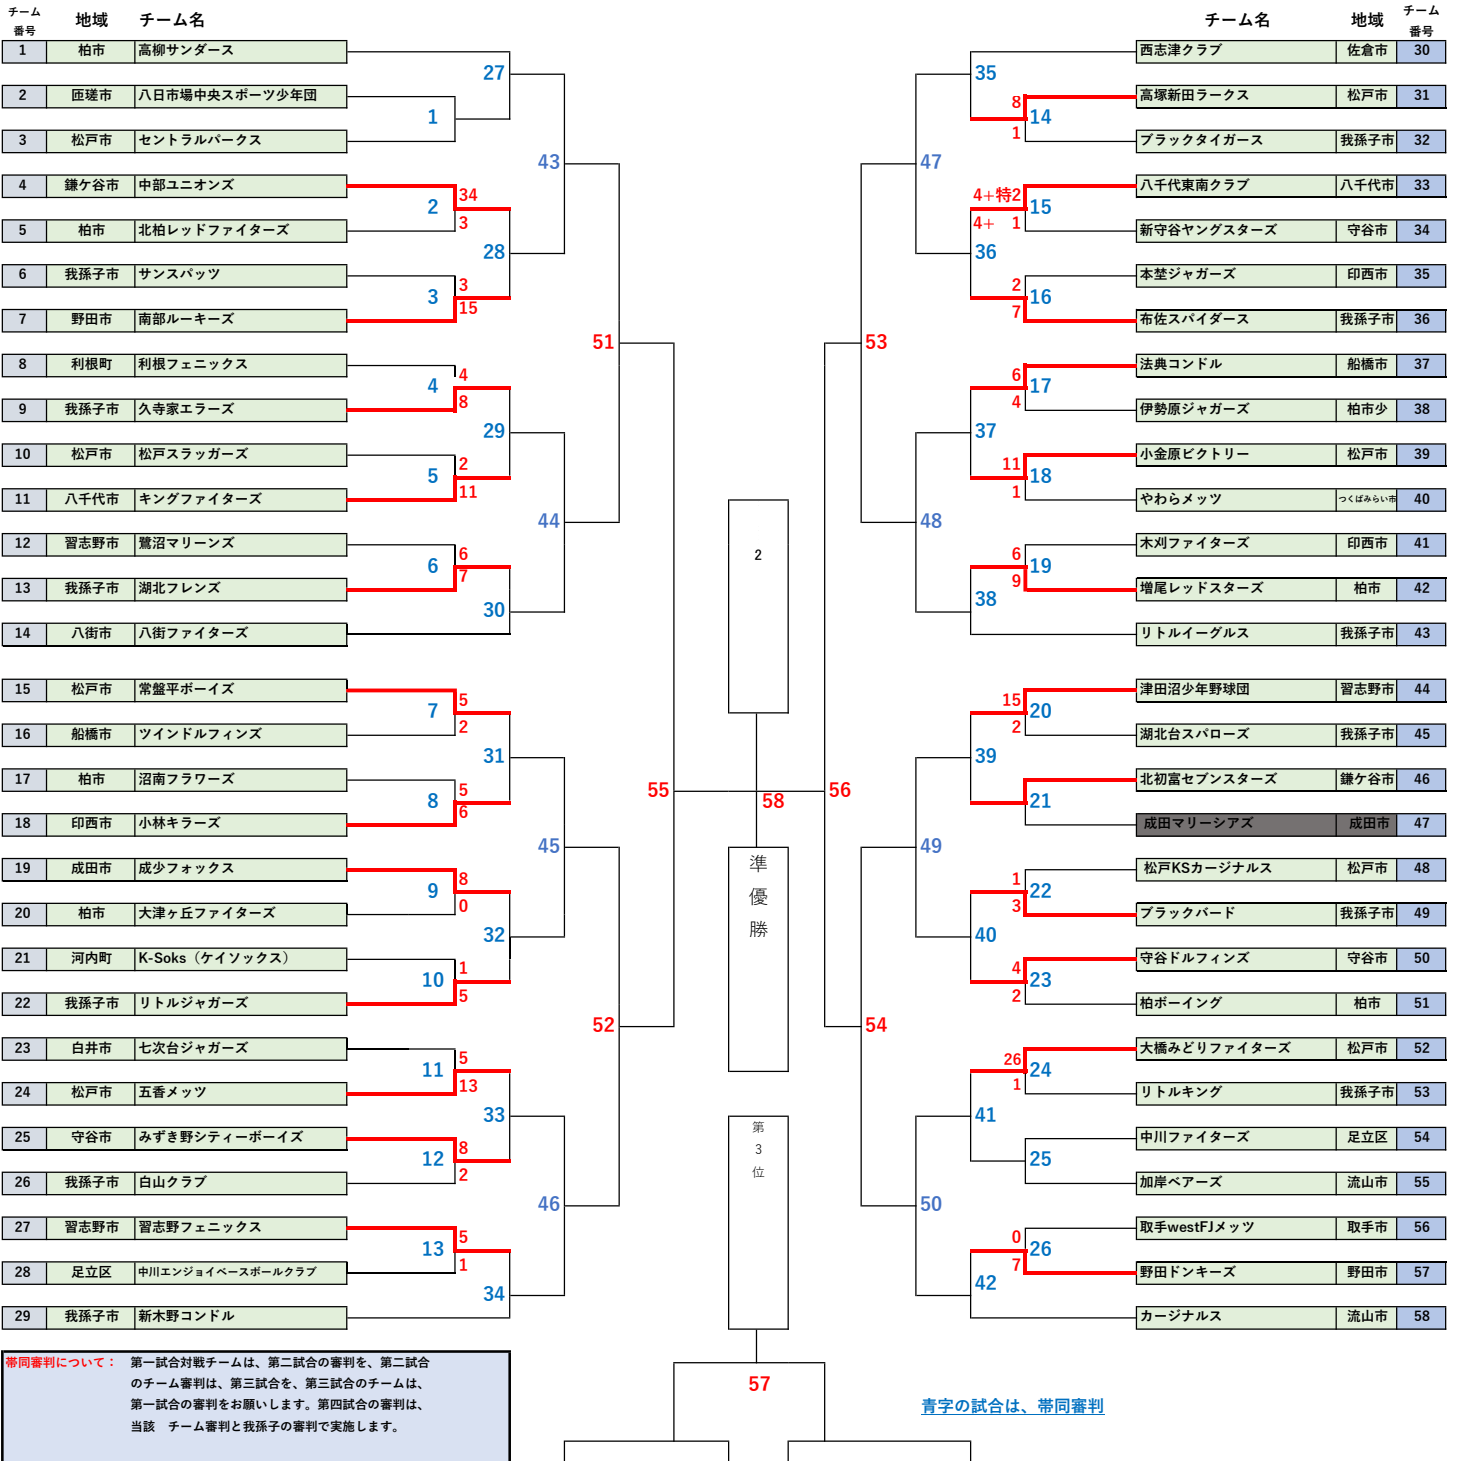 チーム
番号
地域 チーム名
1 柏市 高柳サンダース
2 匝瑳市 八日市場中央スポーツ少年団
3 松戸市 セントラルパークス
4 鎌ケ谷市 中部ユニオンズ
5 柏市 北柏レッドファイターズ
6 我孫子市 サンスパッツ
7 野田市 南部ルーキーズ
8 利根町 利根フェニックス
9 我孫子市 久寺家エラーズ
10 松戸市 松戸スラッガーズ
11 八千代市 キングファイターズ
12 習志野市 鷺沼マリーンズ
13 我孫子市 湖北フレンズ
14 八街市 八街ファイターズ
15 松戸市 常盤平ボーイズ
16 船橋市 ツインドルフィンズ
17 柏市 沼南フラワーズ
18 印西市 小林キラーズ
19 成田市 成少フォックス
20 柏市 大津ヶ丘ファイターズ
21 河内町 K-Soks（ケイソックス）
22 我孫子市 リトルジャガーズ
23 白井市 七次台ジャガーズ
24 松戸市 五香メッツ
25 守谷市 みずき野シティーボーイズ
26 我孫子市 白山クラブ
27 習志野市 習志野フェニックス
28 足立区 中川エンジョイベースボールクラブ
29 我孫子市 新木野コンドル
1
2 34
3
3 3
15
4 4
8
5 2
11
6 6
7
7 5
2
8 5
6
9 8
0
10 1
5
11 5
13
12 8
2
13 5
1
27
28
29
30
31
32
33
34
43
44
45
46
51
52
55
2
58
準
優
勝
第
3
位
57
56
53
54
47
48
49
50
35
36
37
38
39
40
41
42
8 14
1
4+特2 15
4+ 1
2 16
7
6 17
4
11 18
1
6 19
9
15 20
2
21
1 22
3
4 23
2
26 24
1
25
0 26
7
チーム名 地域 チーム
番号
西志津クラブ 佐倉市 30
高塚新田ラークス 松戸市 31
ブラックタイガース 我孫子市 32
八千代東南クラブ 八千代市 33
新守谷ヤングスターズ 守谷市 34
本埜ジャガーズ 印西市 35
布佐スパイダース 我孫子市 36
法典コンドル 船橋市 37
伊勢原ジャガーズ 柏市少 38
小金原ビクトリー 松戸市 39
やわらメッツ つくばみらい市 40
木刈ファイターズ 印西市 41
増尾レッドスターズ 柏市 42
リトルイーグルス 我孫子市 43
津田沼少年野球団 習志野市 44
湖北台スパローズ 我孫子市 45
北初富セブンスターズ 鎌ケ谷市 46
成田マリーシアズ 成田市 47
松戸KSカージナルス 松戸市 48
ブラックバード 我孫子市 49
守谷ドルフィンズ 守谷市 50
柏ボーイング 柏市 51
大橋みどりファイターズ 松戸市 52
リトルキング 我孫子市 53
中川ファイターズ 足立区 54
加岸ベアーズ 流山市 55
取手westFJメッツ 取手市 56
野田ドンキーズ 野田市 57
カージナルス 流山市 58
帯同審判について： 第一試合対戦チームは、第二試合の審判を、第二試合
のチーム審判は、第三試合を、第三試合のチームは、
第一試合の審判をお願いします。第四試合の審判は、
当該　チーム審判と我孫子の審判で実施します。
青字の試合は、帯同審判